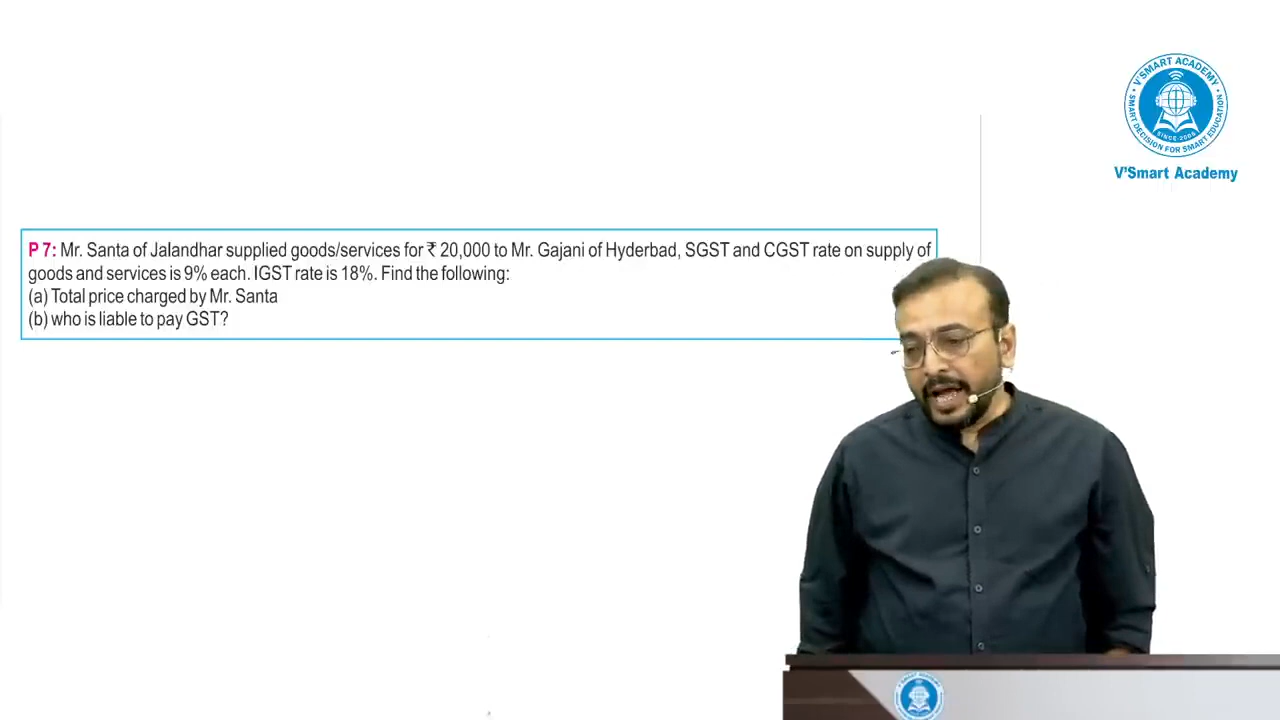 V'SMART ACADEMY
SMART DECISION FOR SMART EDUCATION
SINCE-2006
V'Smart Academy
P 7: Mr. Santa of Jalandhar supplied goods/services for ₹ 20,000 to Mr. Gajani of Hyderbad, SGST and CGST rate on supply of
goods and services is 9% each. IGST rate is 18%. Find the following:
(a) Total price charged by Mr. Santa
(b) who is liable to pay GST?